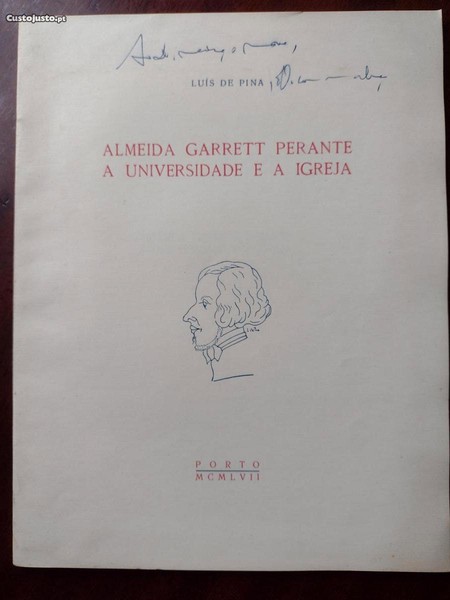 CustoJusto.pt
LUÍS DE PINA
ALMEIDA GARRETT PERANTE
A UNIVERSIDADE E A IGREJA
PORTO
MCMLVII